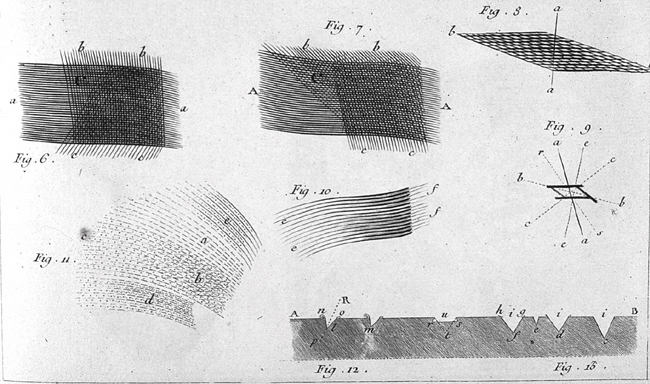 Fig. 7
Fig. 8
a
b
b
a
b b
C
a
a
c c
Fig. 6
b b
C
A
A
c c
Fig. 9
a e
r
c
b
b
c
e a s
Fig. 10
f
f
e
e
Fig. 11
c
a
e
b
d
A
n
R
o
l
p
m
u
r s
t
h i g i i
f
e
d
c
B
Fig. 12.
Fig. 13